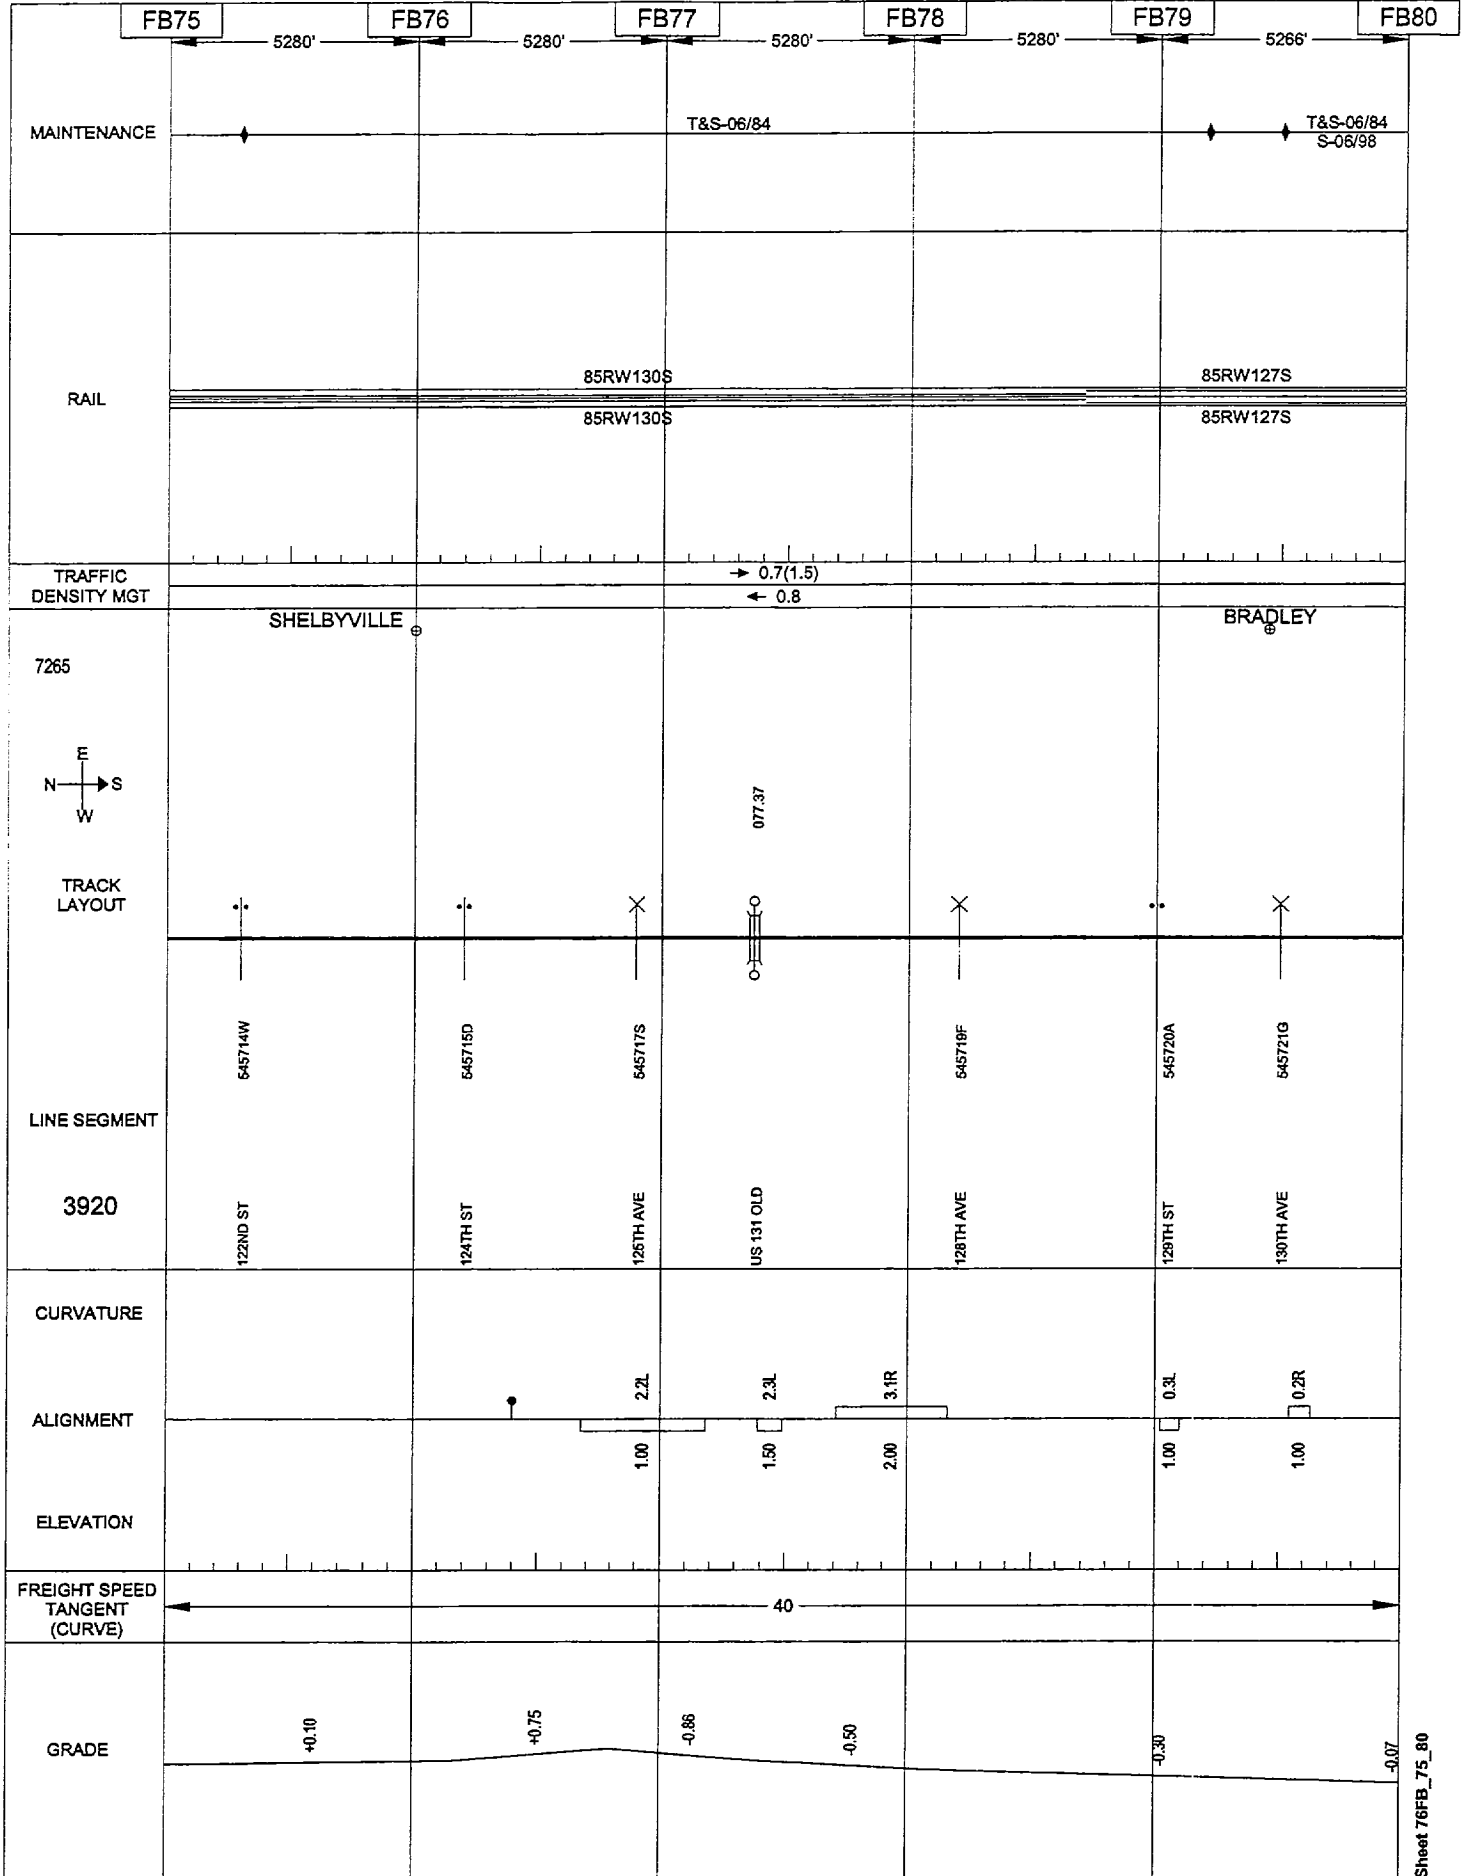 FB75 FB76 FB77 FB78 FB79 FB80
5280' 5280' 5280' 5280' 5266'
MAINTENANCE
T&S-06/84
T&S-06/84
S-06/98
RAIL
85RW130S
85RW127S
85RW130S
85RW127S
TRAFFIC
DENSITY MGT
→ 0.7(1.5)
← 0.8
SHELBYVILLE
BRADLEY
7265
E
N S
W
077.37
TRACK
LAYOUT
545714W
545715D
545717S
545719F
545720A
545721G
LINE SEGMENT
3920
122ND ST
124TH ST
125TH AVE
US 131 OLD
128TH AVE
129TH ST
130TH AVE
CURVATURE
2.2L
2.3L
3.1R
0.3L
0.2R
ALIGNMENT
1.00
1.50
2.00
1.00
1.00
ELEVATION
FREIGHT SPEED
TANGENT
(CURVE)
40
GRADE
+0.10
+0.75
-0.86
-0.50
-0.30
-0.07
Sheet 76FB_75_80